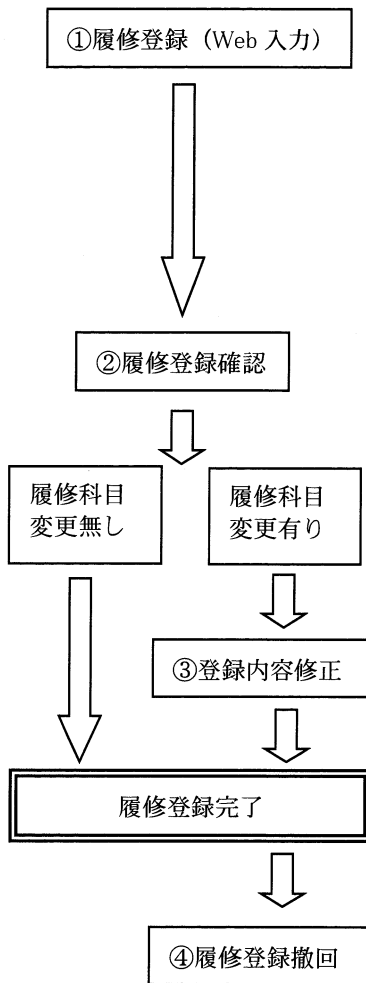 ①履修登録（Web 入力）
②履修登録確認
履修科目
変更無し
履修科目
変更有り
③登録内容修正
履修登録完了
④履修登録撤回